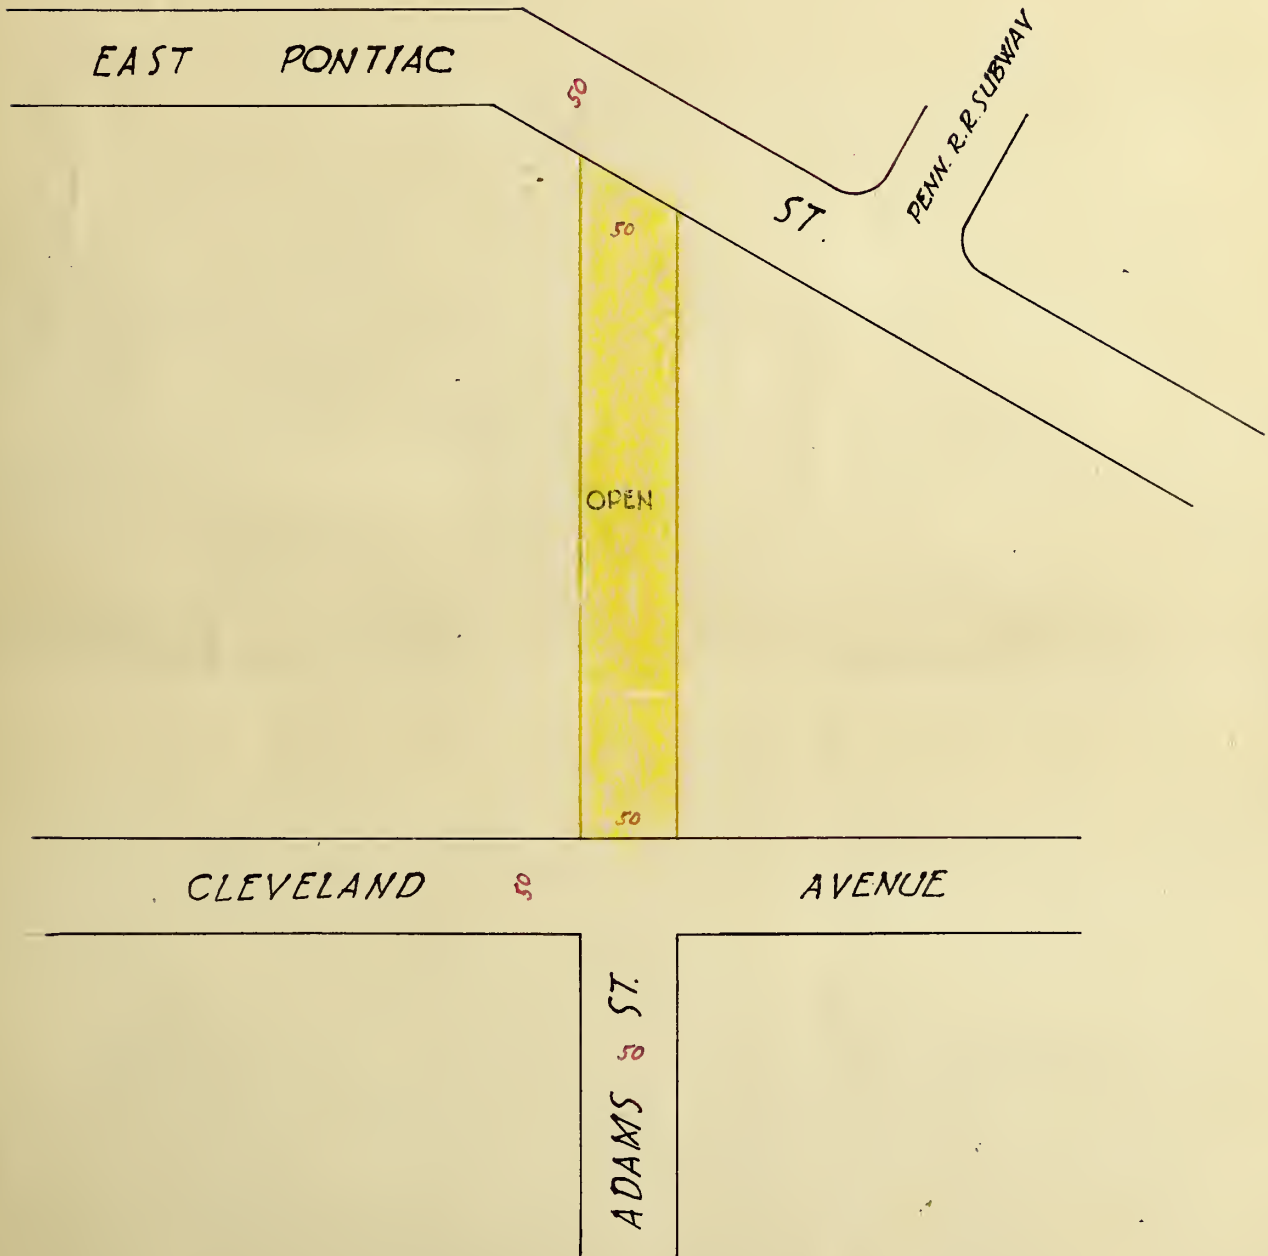 EAST PONTIAC
50
PENN. R.R. SUBWAY
ST.
50
OPEN
50
CLEVELAND 50 AVENUE
ADAMS 50 ST.